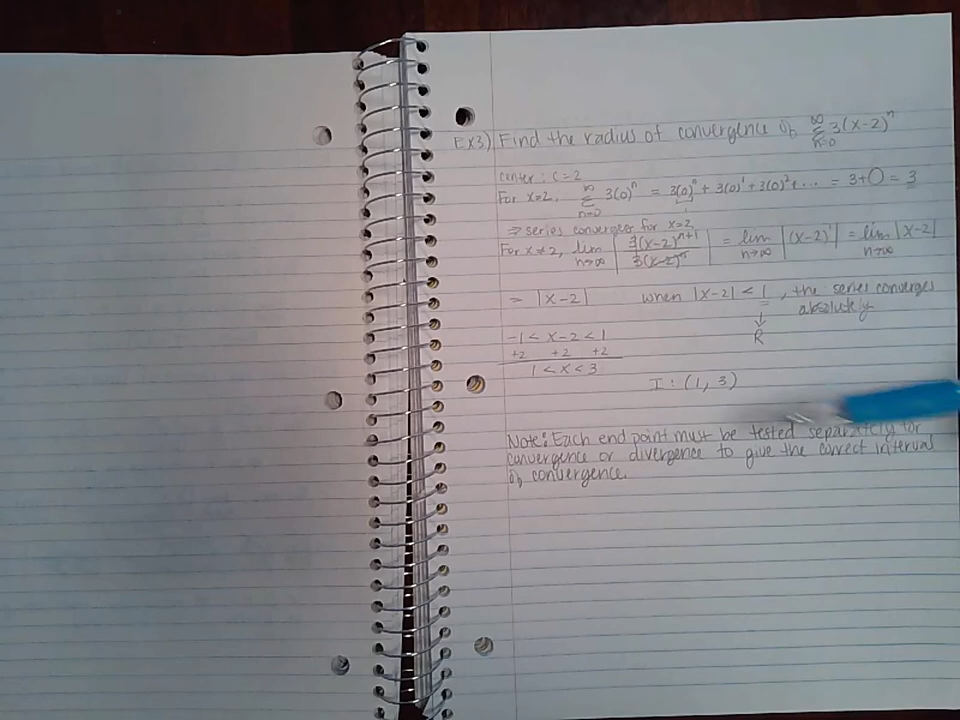 Ex3.) Find the radius of convergence of ∞ Σ n=0 3(x-2)^n
center: c=2
For x=2, ∞ Σ n=0 3(0)^n = 3(0)^0 + 3(0)^1 + 3(0)^2 + ... = 3+0 = 3
⇒ series converges for x=2
For x≠2, lim n→∞ | 3(x-2)^n+1 / 3(x-2)^n | = lim n→∞ |(x-2)^1| = lim n→∞ |x-2|
= |x-2| when |x-2| < 1, the series converges
absolutely
↓
R
-1 < x-2 < 1
+2 +2 +2
1 < x < 3
I: (1, 3)
Note: Each end point must be tested separately for
convergence or divergence to give the correct interval
of convergence.